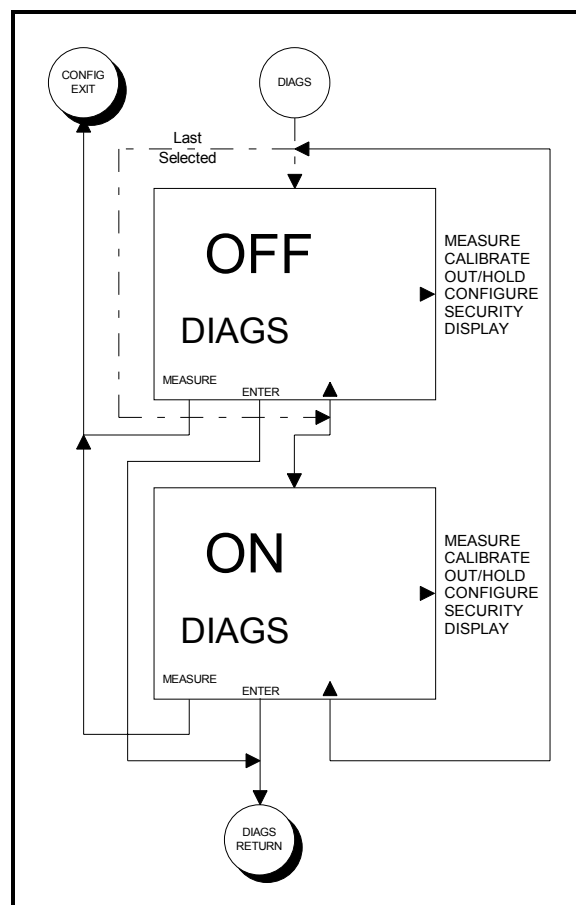 CONFIG
EXIT
DIAGS
Last
Selected
OFF
DIAGS
MEASURE
ENTER
MEASURE
CALIBRATE
OUT/HOLD
CONFIGURE
SECURITY
DISPLAY
ON
DIAGS
MEASURE
ENTER
MEASURE
CALIBRATE
OUT/HOLD
CONFIGURE
SECURITY
DISPLAY
DIAGS
RETURN